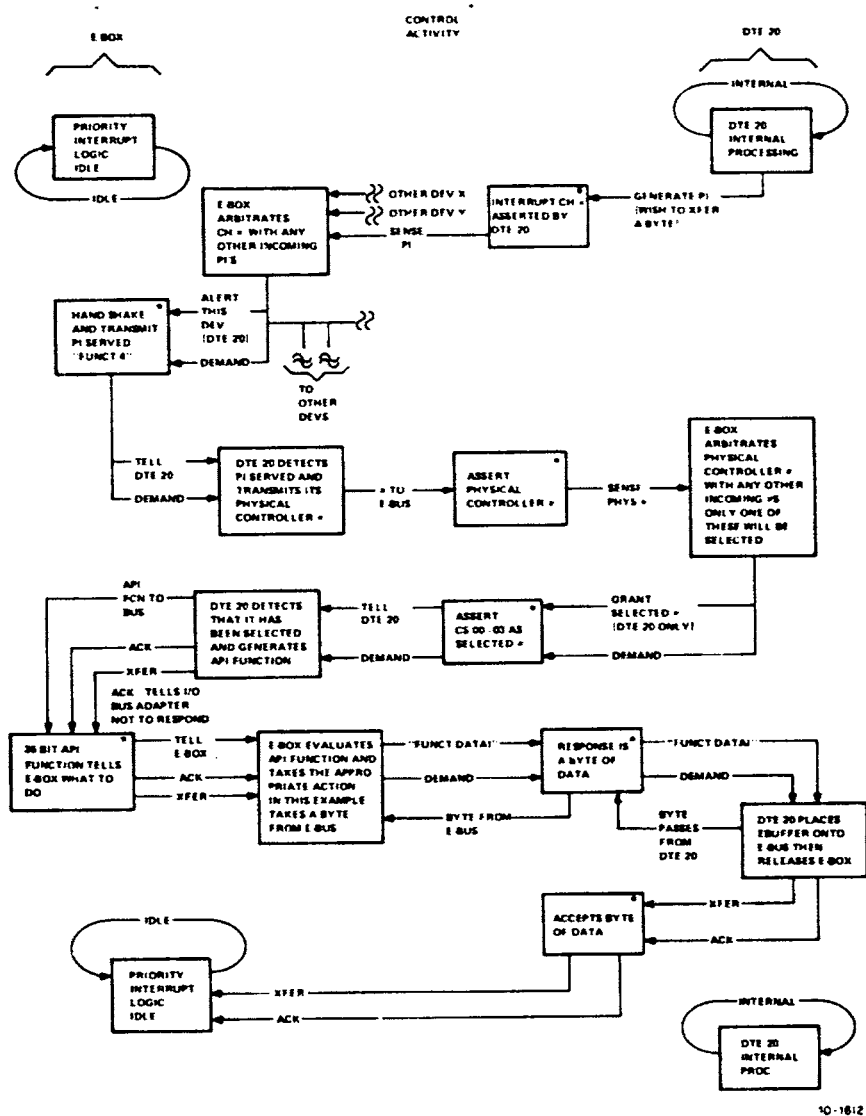 CONTROL
ACTIVITY
E-BOX
DTE 20
INTERNAL
PRIORITY
INTERRUPT
LOGIC
IDLE
IDLE
DTE 20
INTERNAL
PROCESSING
E-BOX
ARBITRATES
CH # WITH ANY
OTHER INCOMING
PI'S
OTHER DEV X
OTHER DEV Y
SENSE
PI
INTERRUPT CH #
ASSERTED BY
DTE 20
GENERATE PI
(WISH TO XFER
A BYTE)
HAND SHAKE
AND TRANSMIT
PI SERVED
"FUNCT 4"
ALERT
THIS
DEV
(DTE 20)
DEMAND
TO
OTHER
DEVS
TELL
DTE 20
DEMAND
DTE 20 DETECTS
PI SERVED AND
TRANSMITS ITS
PHYSICAL
CONTROLLER #
# TO
E-BUS
ASSERT
PHYSICAL
CONTROLLER #
SENSE
PHYS #
E-BOX
ARBITRATES
PHYSICAL
CONTROLLER #
WITH ANY OTHER
INCOMING #S
ONLY ONE OF
THESE WILL BE
SELECTED
API
FCN TO
BUS
ACK
XFER
DTE 20 DETECTS
THAT IT HAS
BEEN SELECTED
AND GENERATES
API FUNCTION
TELL
DTE 20
DEMAND
ASSERT
CS 00-03 AS
SELECTED #
GRANT
SELECTED #
(DTE 20 ONLY)
DEMAND
ACK TELLS I/O
BUS ADAPTER
NOT TO RESPOND
36 BIT API
FUNCTION TELLS
E-BOX WHAT TO
DO
TELL
E-BOX
ACK
XFER
E-BOX EVALUATES
API FUNCTION AND
TAKES THE APPRO
PRIATE ACTION
IN THIS EXAMPLE
TAKES A BYTE
FROM E-BUS
"FUNCT DATAI"
DEMAND
BYTE FROM
E-BUS
RESPONSE IS
A BYTE OF
DATA
"FUNCT DATAI"
DEMAND
BYTE
PASSES
FROM
DTE 20
DTE 20 PLACES
EBUFFER ONTO
E-BUS THEN
RELEASES E-BOX
XFER
ACK
ACCEPTS BYTE
OF DATA
IDLE
PRIORITY
INTERRUPT
LOGIC
IDLE
XFER
ACK
INTERNAL
DTE 20
INTERNAL
PROC
10-1612